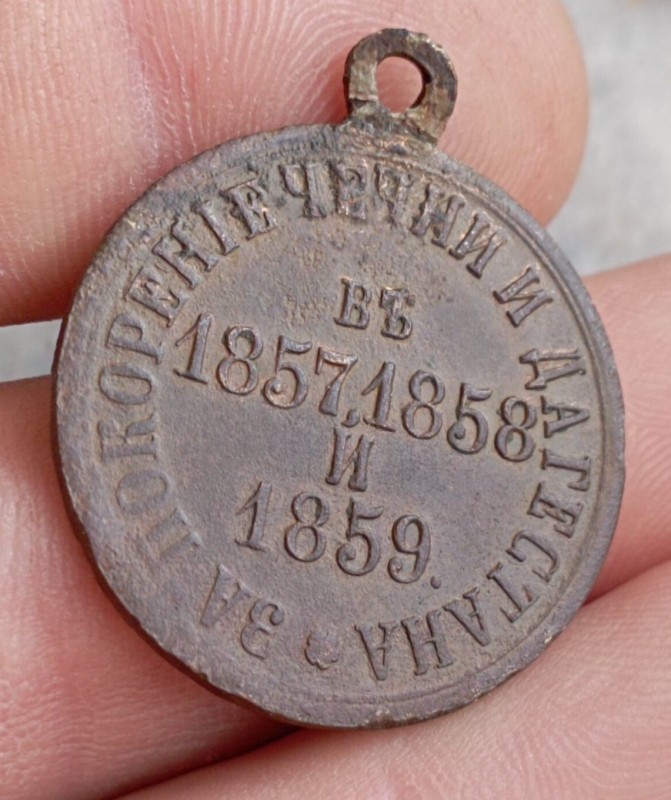 ЗА ПОКОРЕНІЕ ЧЕЧНИ И ДАГЕСТАНА
въ
1857, 1858
И
1859.